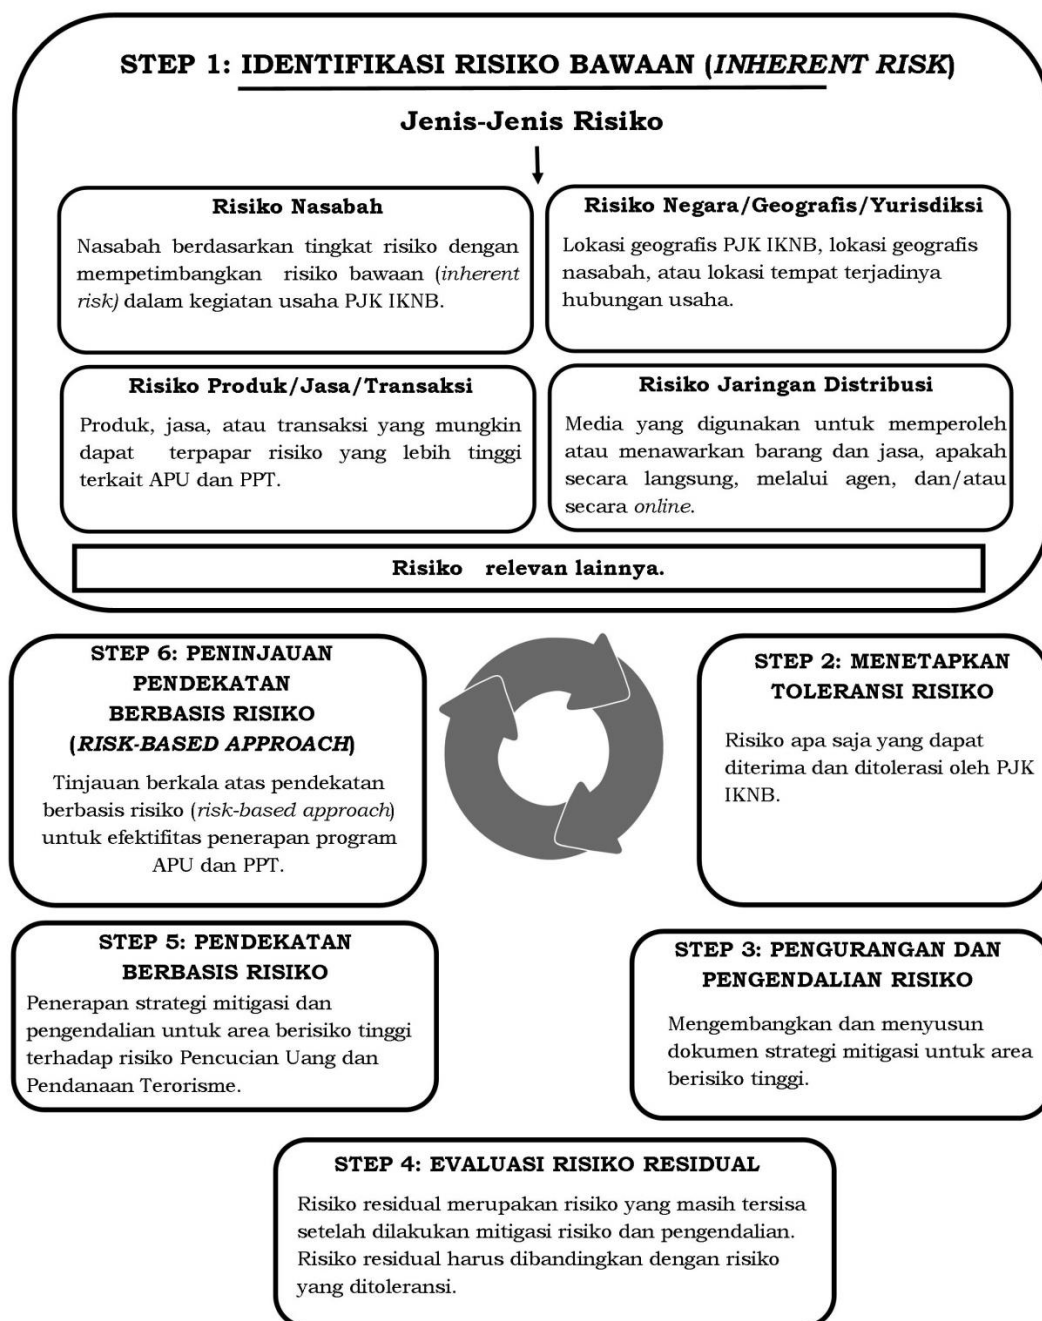 STEP 1: IDENTIFIKASI RISIKO BAWAAN (INHERENT RISK)
Jenis-Jenis Risiko
Risiko Nasabah
Nasabah berdasarkan tingkat risiko dengan
mempetimbangkan risiko bawaan (inherent
risk) dalam kegiatan usaha PJK IKNB.
Risiko Negara/Geografis/Yurisdiksi
Lokasi geografis PJK IKNB, lokasi geografis
nasabah, atau lokasi tempat terjadinya
hubungan usaha.
Risiko Produk/Jasa/Transaksi
Produk, jasa, atau transaksi yang mungkin
dapat terpapar risiko yang lebih tinggi
terkait APU dan PPT.
Risiko Jaringan Distribusi
Media yang digunakan untuk memperoleh
atau menawarkan barang dan jasa, apakah
secara langsung, melalui agen, dan/atau
secara online.
Risiko relevan lainnya.
STEP 6: PENINJAUAN
PENDEKATAN
BERBASIS RISIKO
(RISK-BASED APPROACH)
Tinjauan berkala atas pendekatan
berbasis risiko (risk-based approach)
untuk efektifitas penerapan program
APU dan PPT.
STEP 2: MENETAPKAN
TOLERANSI RISIKO
Risiko apa saja yang dapat
diterima dan ditolerasi oleh PJK
IKNB.
STEP 5: PENDEKATAN
BERBASIS RISIKO
Penerapan strategi mitigasi dan
pengendalian untuk area berisiko tinggi
terhadap risiko Pencucian Uang dan
Pendanaan Terorisme.
STEP 3: PENGURANGAN DAN
PENGENDALIAN RISIKO
Mengembangkan dan menyusun
dokumen strategi mitigasi untuk area
berisiko tinggi.
STEP 4: EVALUASI RISIKO RESIDUAL
Risiko residual merupakan risiko yang masih tersisa
setelah dilakukan mitigasi risiko dan pengendalian.
Risiko residual harus dibandingkan dengan risiko
yang ditoleransi.